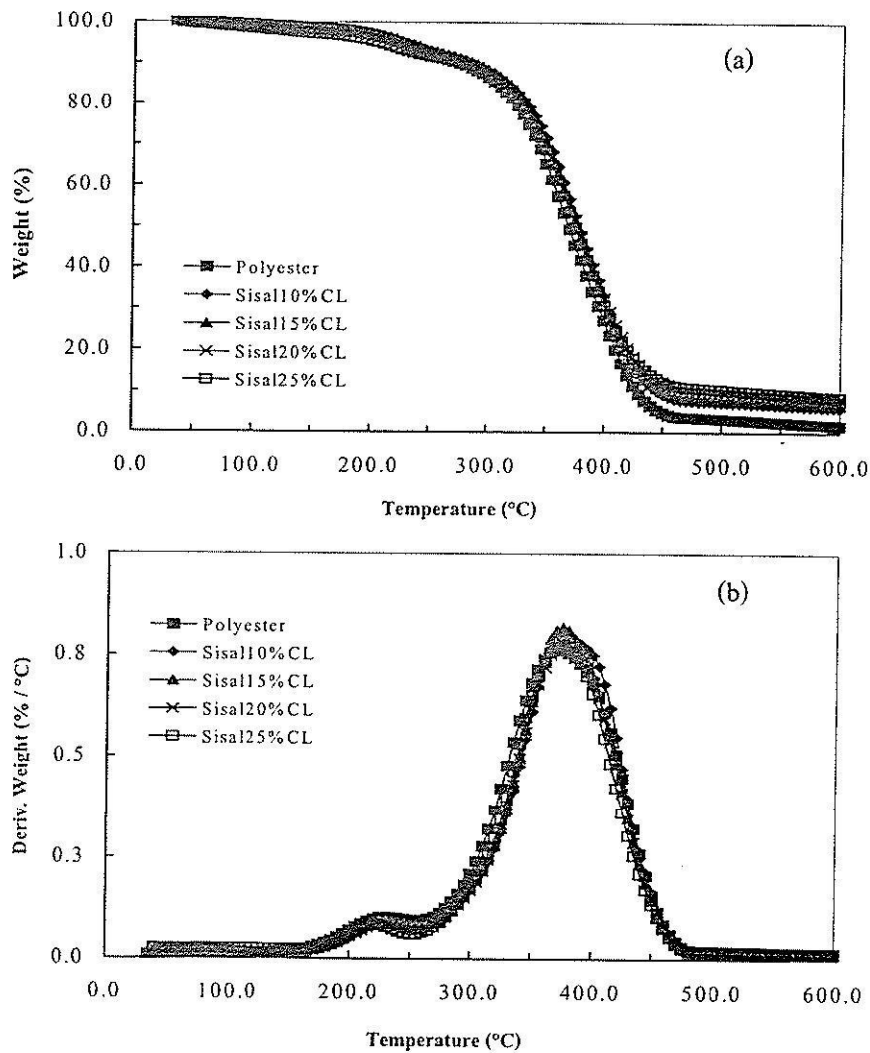 100.0
(a)
80.0
60.0
40.0
20.0
0.0
Weight (%)
Polyester
Sisal10%CL
Sisal15%CL
Sisal20%CL
Sisal25%CL
0.0 100.0 200.0 300.0 400.0 500.0 600.0
Temperature (°C)
1.0
(b)
0.8
0.5
0.3
0.0
Deriv. Weight (% / °C)
Polyester
Sisal10%CL
Sisal15%CL
Sisal20%CL
Sisal25%CL
0.0 100.0 200.0 300.0 400.0 500.0 600.0
Temperature (°C)